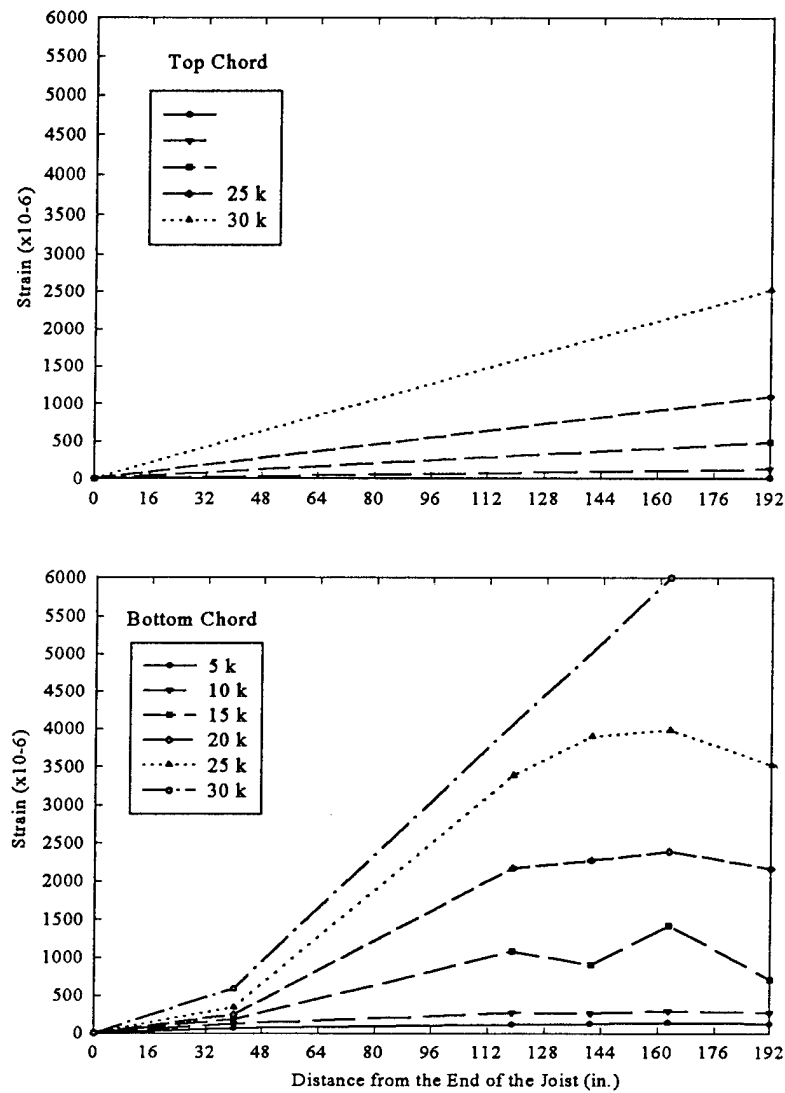 6000
Top Chord
5500
5000
4500
4000
25 k
3500
30 k
3000
2500
2000
1500
1000
500
0
Strain (x10-6)
0 16 32 48 64 80 96 112 128 144 160 176 192
6000
Bottom Chord
5500
5 k
5000
10 k
4500
15 k
4000
20 k
3500
25 k
30 k
3000
2500
2000
1500
1000
500
0
Strain (x10-6)
0 16 32 48 64 80 96 112 128 144 160 176 192
Distance from the End of the Joist (in.)